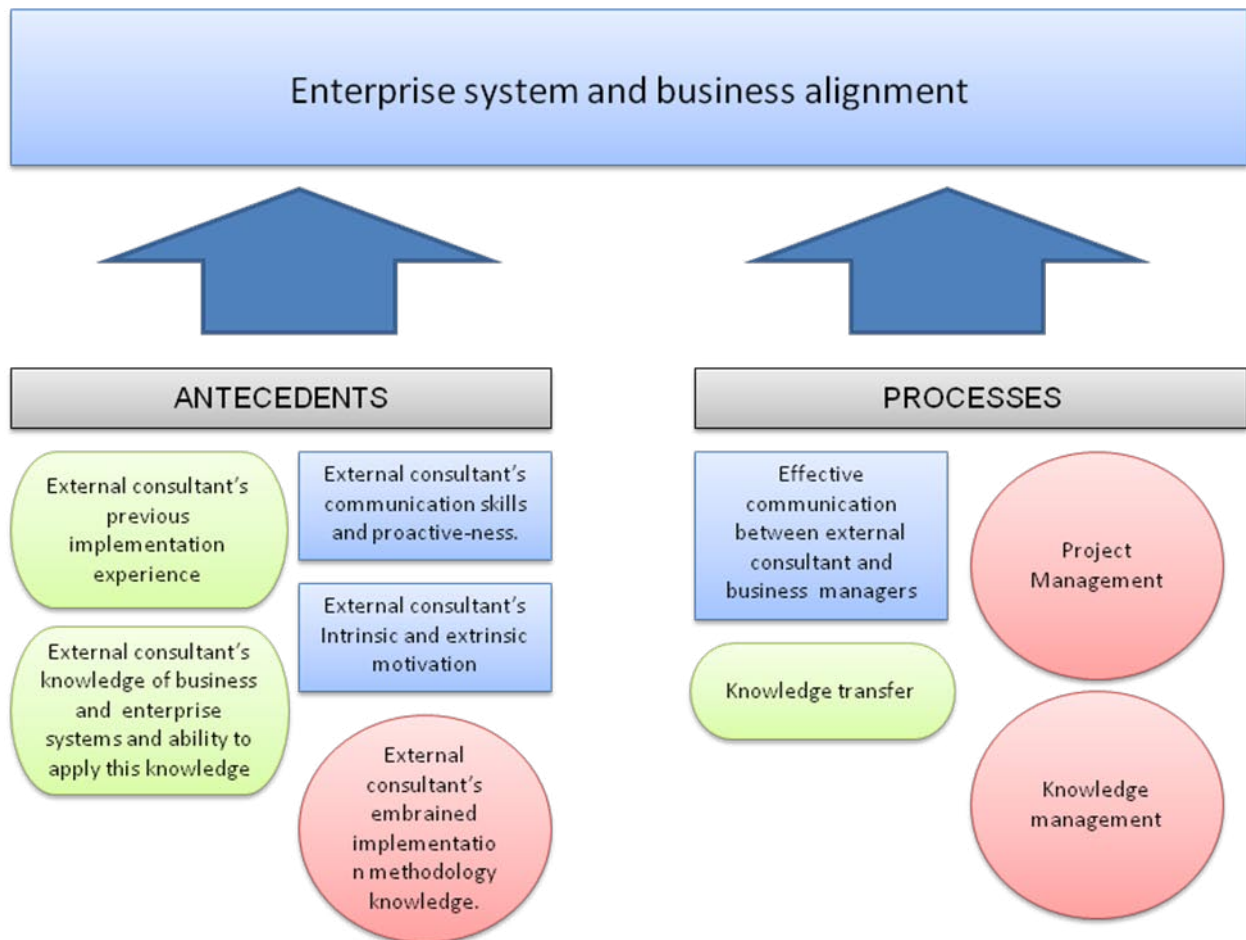 Enterprise system and business alignment
ANTECEDENTS
External consultant's
previous
implementation
experience
External consultant's
communication skills
and proactive-ness.
External consultant's
Intrinsic and extrinsic
motivation
External consultant's
knowledge of business
and enterprise
systems and ability to
apply this knowledge
External
consultant's
embrained
implementatio
n methodology
knowledge.
PROCESSES
Effective
communication
between external
consultant and
business managers
Project
Management
Knowledge transfer
Knowledge
management